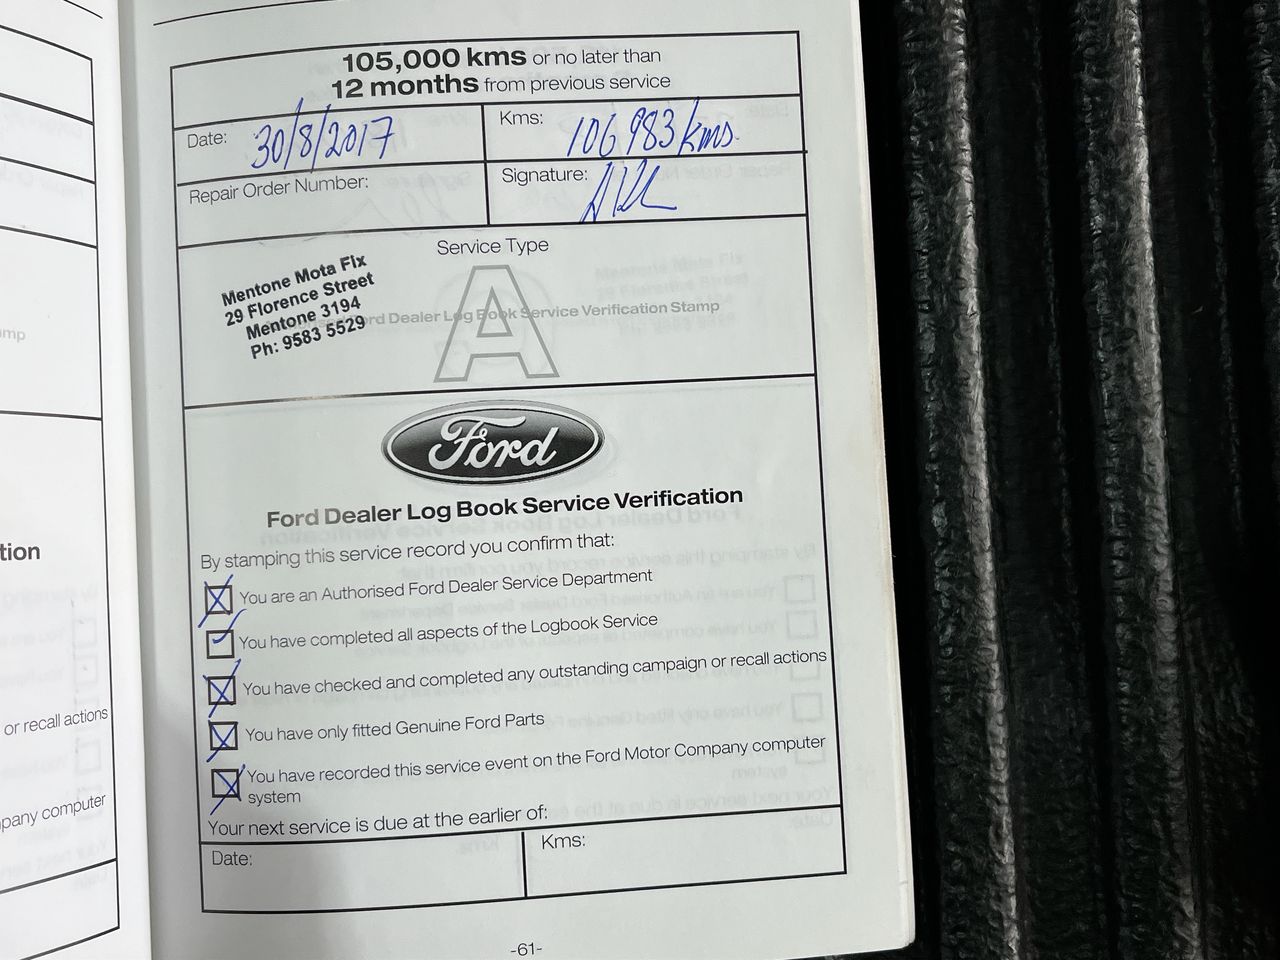 105,000 kms or no later than
12 months from previous service
Date: 30/8/2017
Kms: 106983 kms.
Repair Order Number:
Signature:
Service Type
A
Mentone Mota Fix
29 Florence Street
Mentone 3194
Ph: 9583 5529
Ford Dealer Log Book Service Verification Stamp
Ford
Ford Dealer Log Book Service Verification
By stamping this service record you confirm that:
You are an Authorised Ford Dealer Service Department
You have completed all aspects of the Logbook Service
You have checked and completed any outstanding campaign or recall actions
You have only fitted Genuine Ford Parts
You have recorded this service event on the Ford Motor Company computer
system
Your next service is due at the earlier of:
Date:
Kms:
-61-
tion
or recall actions
pany computer